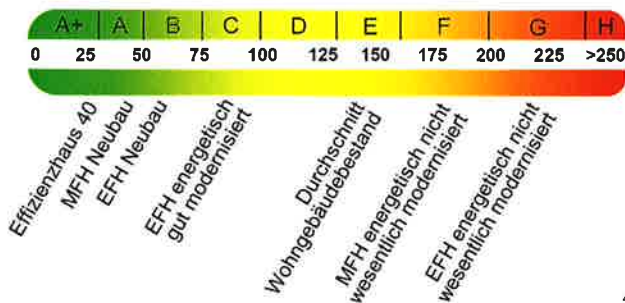 A+ A B C D E F G H
0 25 50 75 100 125 150 175 200 225 >250
Effizienzhaus 40
MFH Neubau
EFH Neubau
EFH energetisch
gut modernisiert
Durchschnitt
Wohngebäudebestand
MFH energetisch nicht
wesentlich modernisiert
EFH energetisch nicht
wesentlich modernisiert